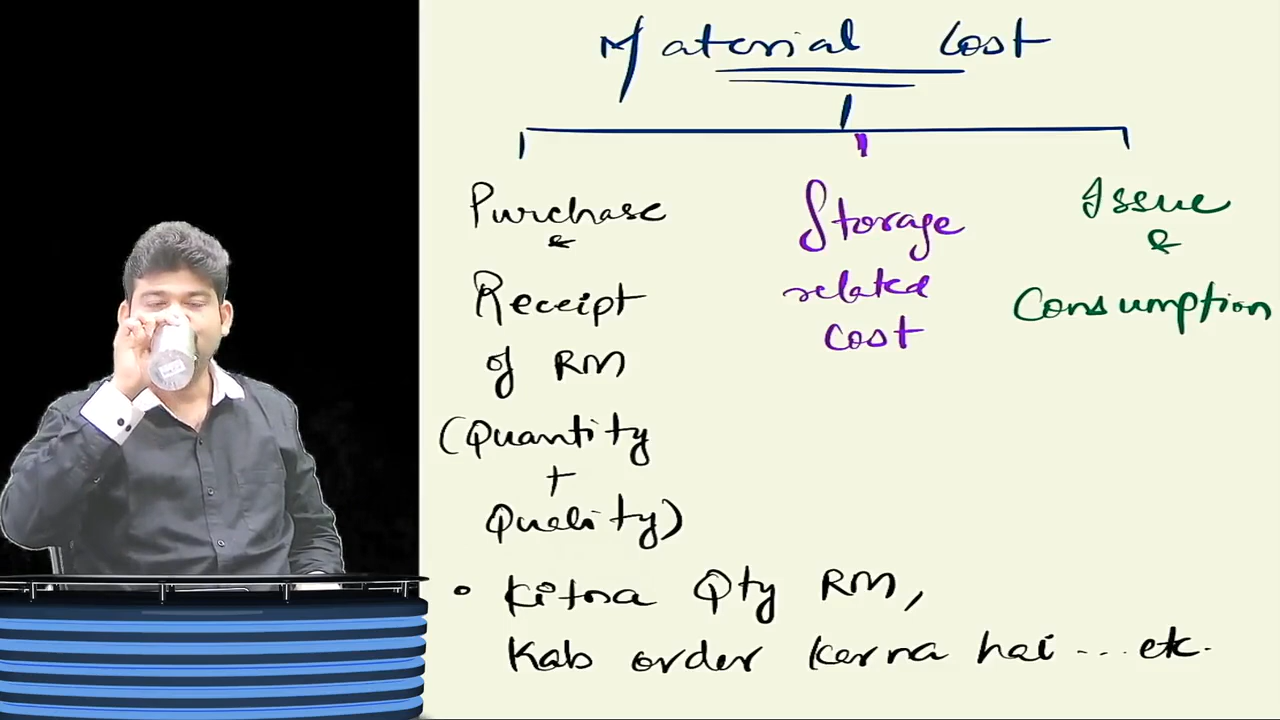 Material Cost
Purchase
&
Receipt
of RM
(Quantity
+
Quality)
Storage
related
cost
Issue
&
Consumption
• Kitna Qty RM,
Kab order karna hai ... etc.